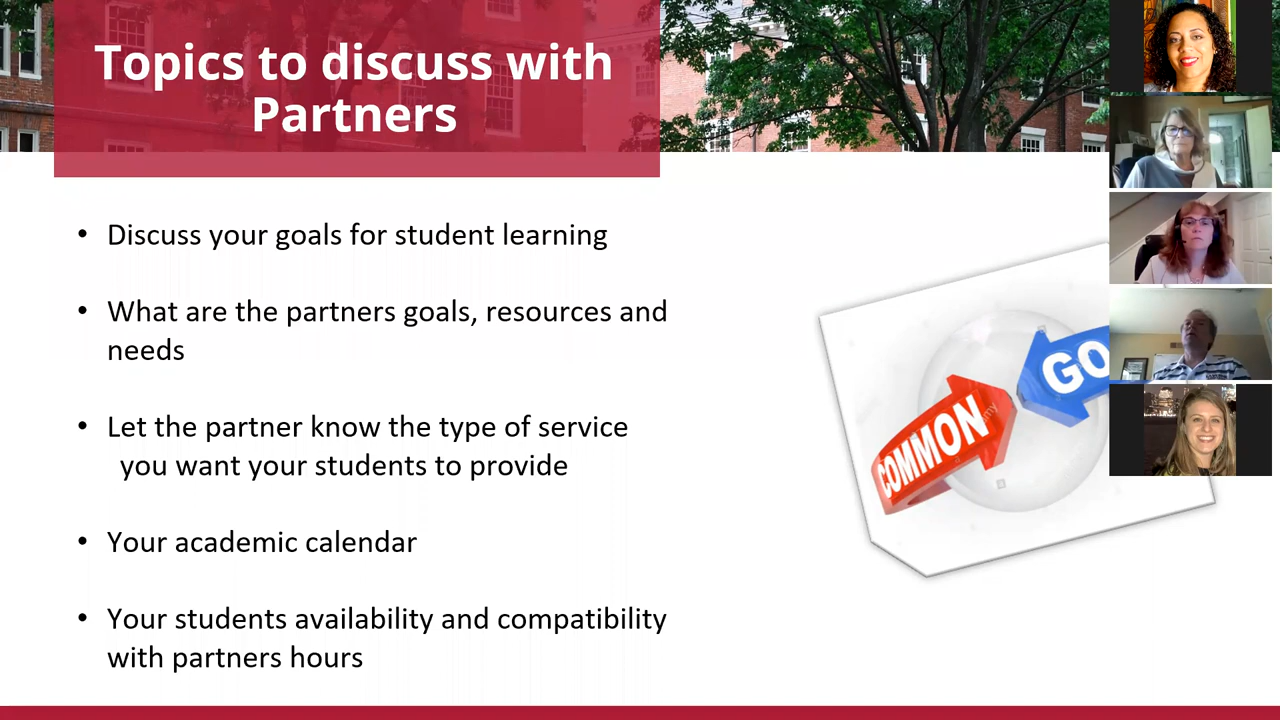 Topics to discuss with
Partners
• Discuss your goals for student learning
• What are the partners goals, resources and
needs
• Let the partner know the type of service
you want your students to provide
• Your academic calendar
• Your students availability and compatibility
with partners hours
COMMON
GO